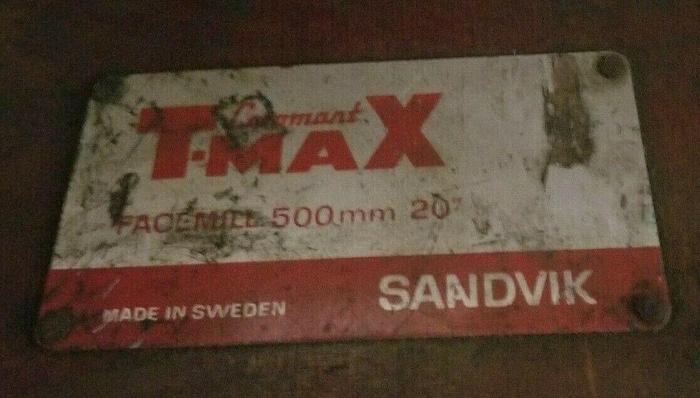 Coromant
T-MAX
FACEMILL 500mm 20"
MADE IN SWEDEN SANDVIK